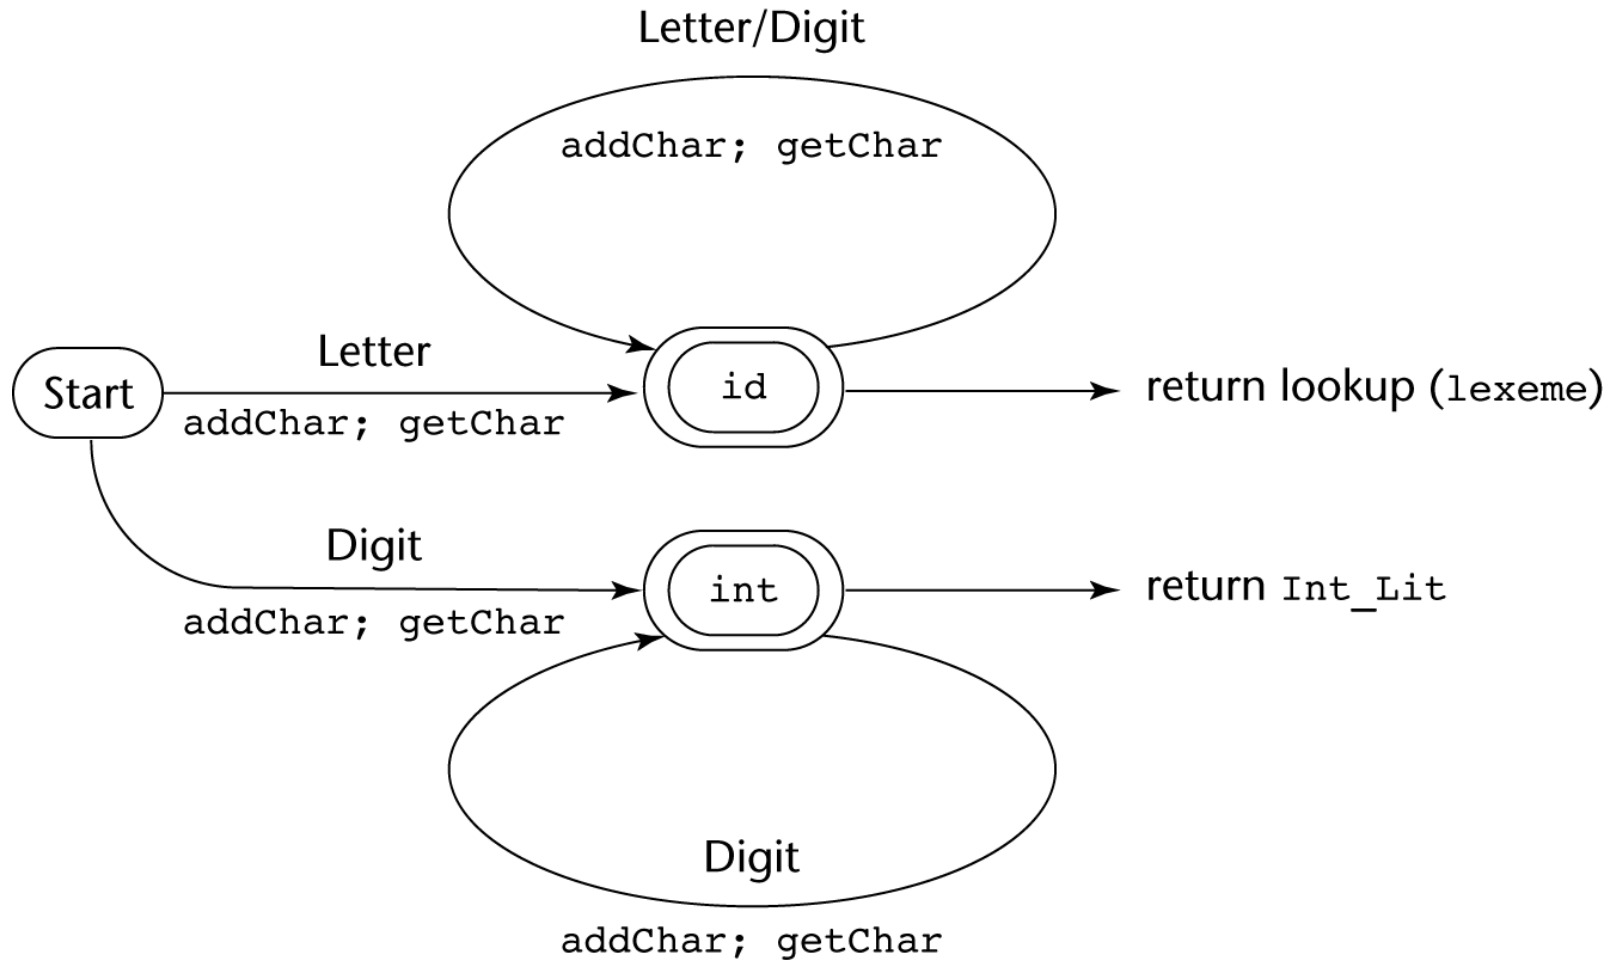 Letter/Digit
addChar; getChar
Letter
Start
id
return lookup (lexeme)
addChar; getChar
Digit
int
return Int_Lit
addChar; getChar
Digit
addChar; getChar